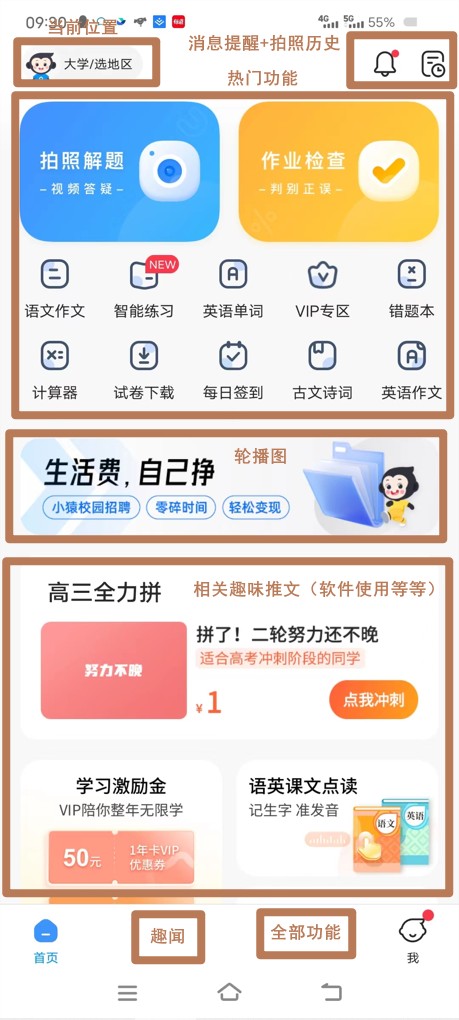 09:30
4G 5G 55%
当前位置
消息提醒+拍照历史
大学/选地区
热门功能
拍照解题
作业检查
–视频答疑–
–判别正误–
NEW
语文作文 智能练习 英语单词 VIP专区 错题本
计算器 试卷下载 每日签到 古文诗词 英语作文
轮播图
生活费,自己挣
小猿校园招聘 零碎时间 轻松变现
高三全力拼
相关趣味推文（软件使用等等）
努力不晚
拼了！二轮努力还不晚
适合高考冲刺阶段的同学
¥1
点我冲刺
学习激励金
语英课文点读
VIP陪你整年无限学
记生字 准发音
50元
1年卡VIP
优惠券
语文
英语
首页
趣闻
全部功能
我